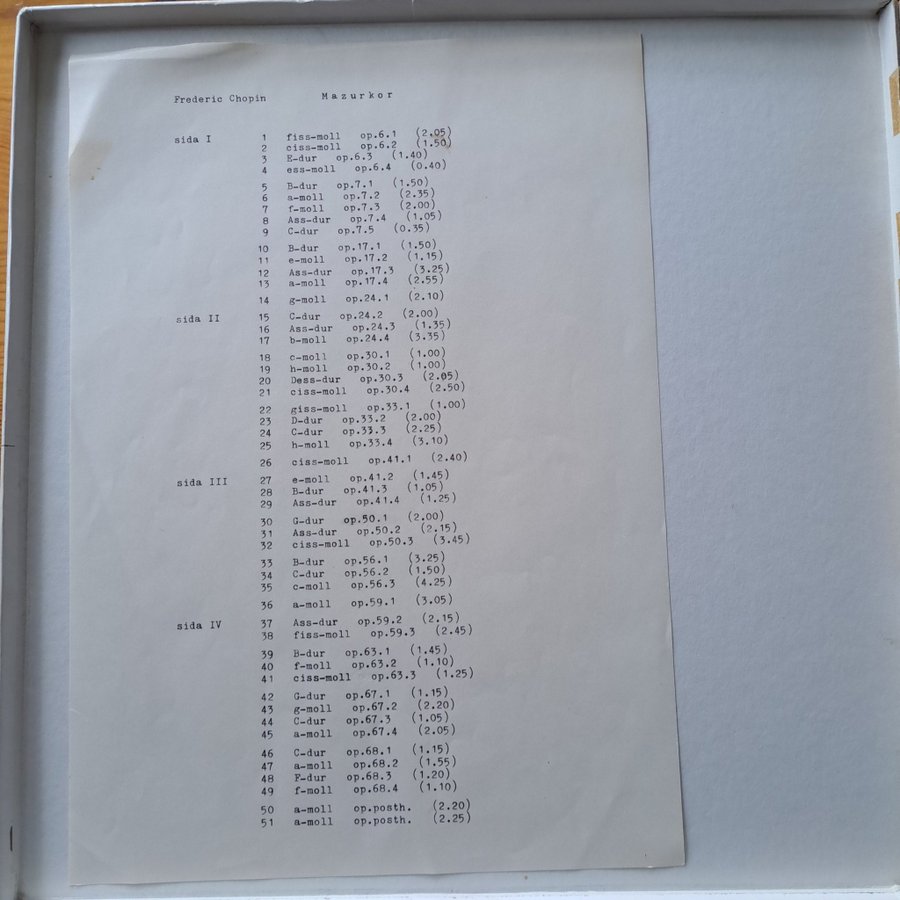 Frederic Chopin Mazurkor
sida I 1 fiss-moll op.6.1 (2.05)
2 ciss-moll op.6.2 (1.50)
3 E-dur op.6.3 (1.40)
4 ess-moll op.6.4 (0.40)
5 B-dur op.7.1 (1.50)
6 a-moll op.7.2 (2.35)
7 f-moll op.7.3 (2.00)
8 Ass-dur op.7.4 (1.05)
9 C-dur op.7.5 (0.35)
10 B-dur op.17.1 (1.50)
11 e-moll op.17.2 (1.15)
12 Ass-dur op.17.3 (3.25)
13 a-moll op.17.4 (2.55)
14 g-moll op.24.1 (2.10)
sida II 15 C-dur op.24.2 (2.00)
16 Ass-dur op.24.3 (1.35)
17 b-moll op.24.4 (3.35)
18 c-moll op.30.1 (1.00)
19 h-moll op.30.2 (1.00)
20 Dess-dur op.30.3 (2.05)
21 ciss-moll op.30.4 (2.50)
22 giss-moll op.33.1 (1.00)
23 D-dur op.33.2 (2.00)
24 C-dur op.33.3 (2.25)
25 h-moll op.33.4 (3.10)
26 ciss-moll op.41.1 (2.40)
sida III 27 e-moll op.41.2 (1.45)
28 B-dur op.41.3 (1.05)
29 Ass-dur op.41.4 (1.25)
30 G-dur op.50.1 (2.00)
31 Ass-dur op.50.2 (2.15)
32 ciss-moll op.50.3 (3.45)
33 B-dur op.56.1 (3.25)
34 C-dur op.56.2 (1.50)
35 c-moll op.56.3 (4.25)
36 a-moll op.59.1 (3.05)
sida IV 37 Ass-dur op.59.2 (2.15)
38 fiss-moll op.59.3 (2.45)
39 B-dur op.63.1 (1.45)
40 f-moll op.63.2 (1.10)
41 ciss-moll op.63.3 (1.25)
42 G-dur op.67.1 (1.15)
43 g-moll op.67.2 (2.20)
44 C-dur op.67.3 (1.05)
45 a-moll op.67.4 (2.05)
46 C-dur op.68.1 (1.15)
47 a-moll op.68.2 (1.55)
48 F-dur op.68.3 (1.20)
49 f-moll op.68.4 (1.10)
50 a-moll op.posth. (2.20)
51 a-moll op.posth. (2.25)